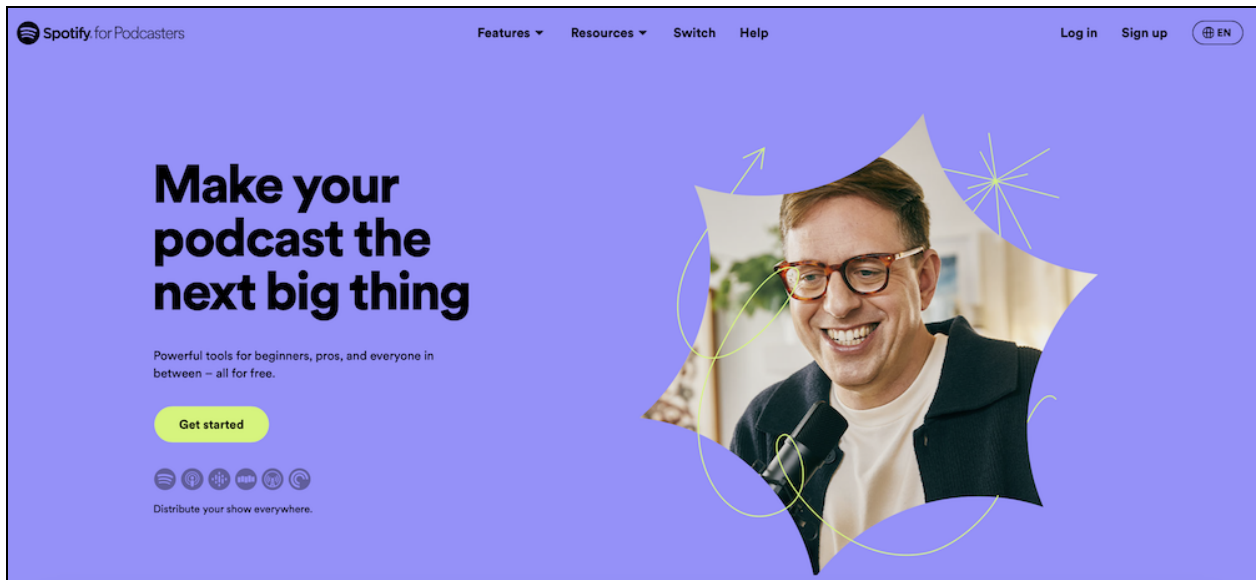 Spotify for Podcasters
Features
Resources
Switch
Help
Log in
Sign up
EN
Make your
podcast the
next big thing
Powerful tools for beginners, pros, and everyone in
between – all for free.
Get started
Distribute your show everywhere.